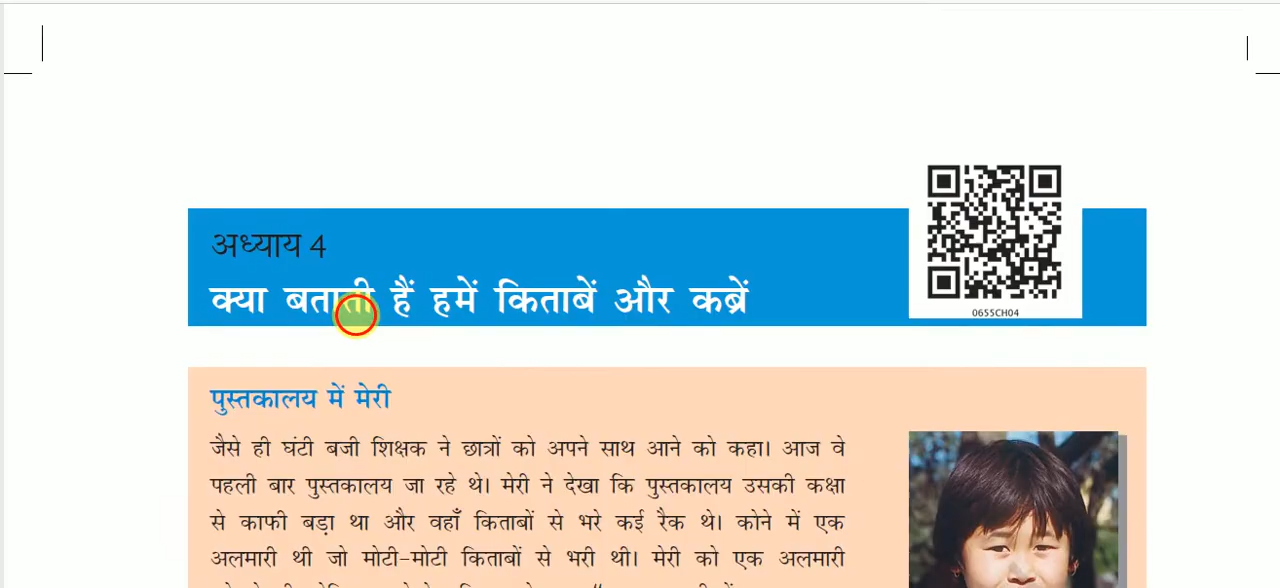 अध्याय 4
क्या बताती हैं हमें किताबें और कब्रें
0655CH04
पुस्तकालय में मेरी
जैसे ही घंटी बजी शिक्षक ने छात्रों को अपने साथ आने को कहा। आज वे
पहली बार पुस्तकालय जा रहे थे। मेरी ने देखा कि पुस्तकालय उसकी कक्षा
से काफी बड़ा था और वहाँ किताबों से भरे कई रैक थे। कोने में एक
अलमारी थी जो मोटी-मोटी किताबों से भरी थी। मेरी को एक अलमारी